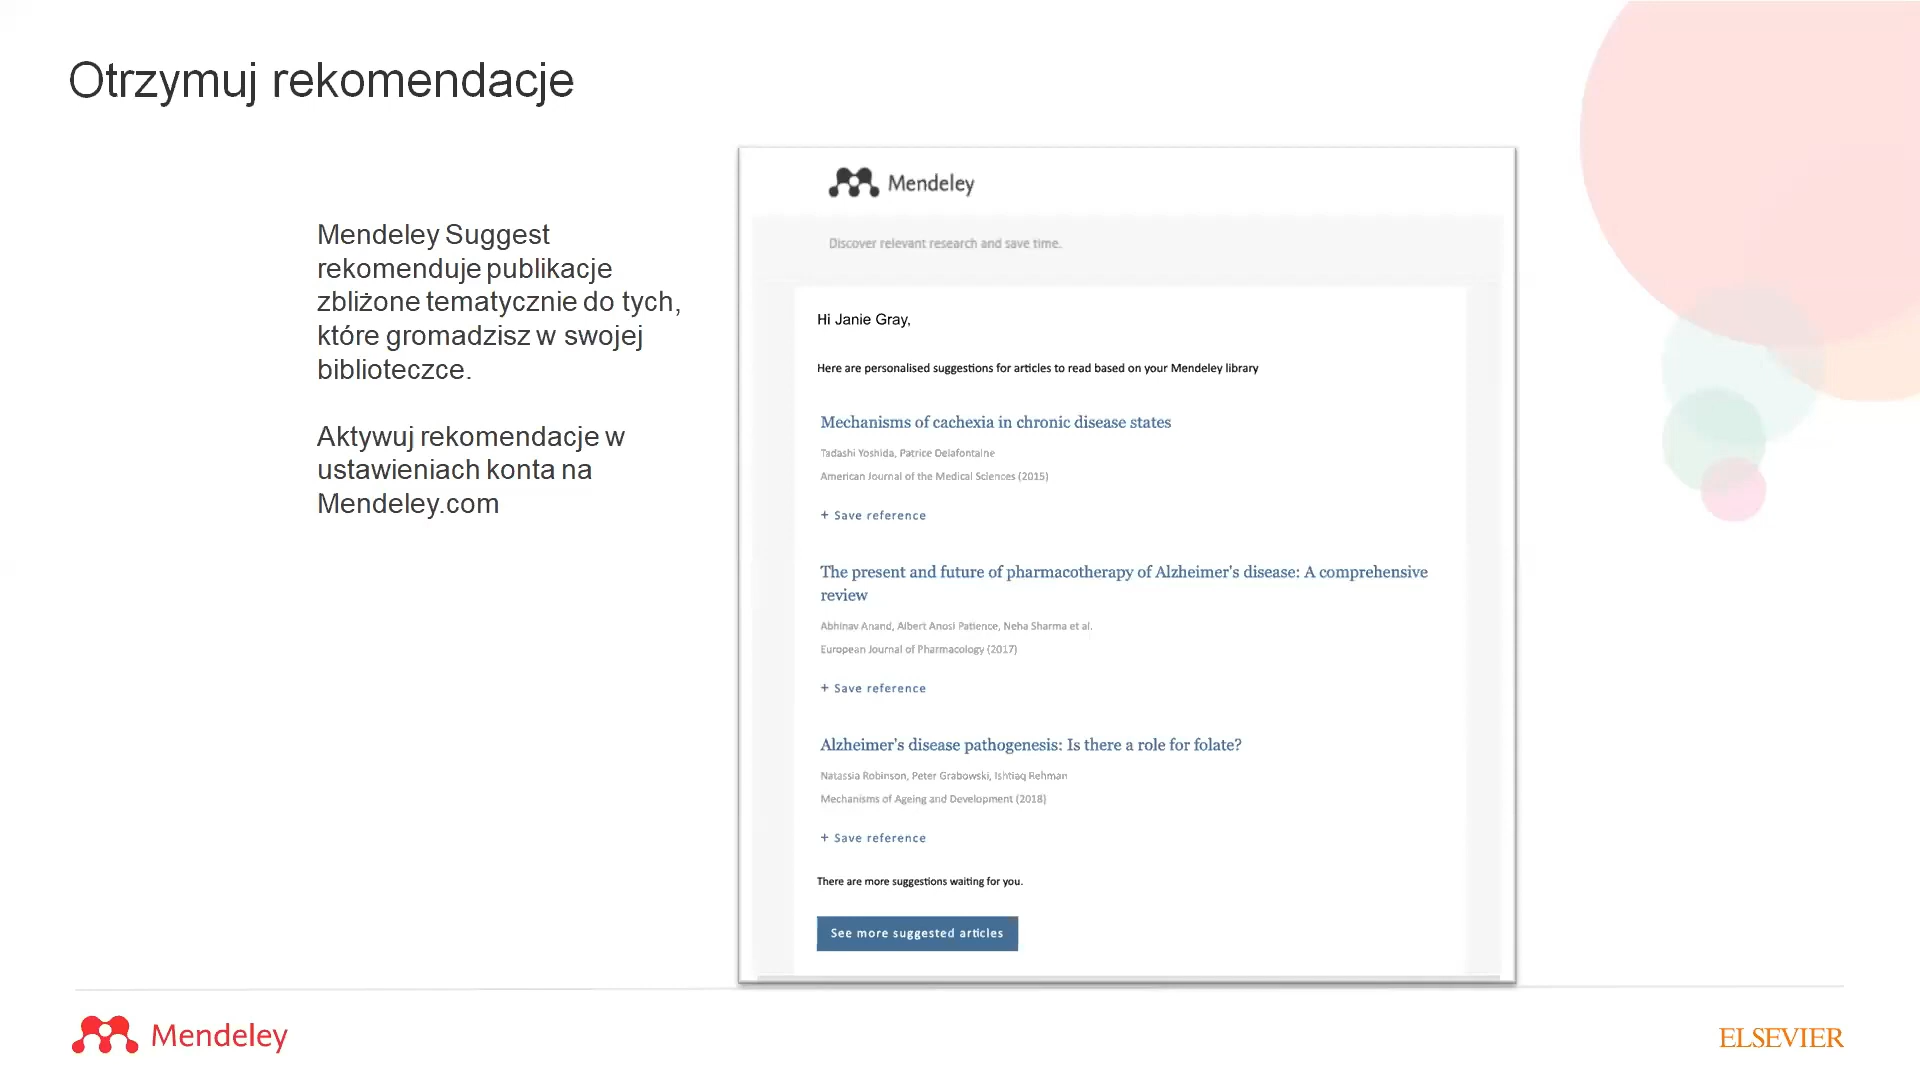 Otrzymuj rekomendacje
Mendeley Suggest
rekomenduje publikacje
zbliżone tematycznie do tych,
które gromadzisz w swojej
biblioteczce.
Aktywuj rekomendacje w
ustawieniach konta na
Mendeley.com
Mendeley
Discover relevant research and save time.
Hi Janie Gray,
Here are personalised suggestions for articles to read based on your Mendeley library
Mechanisms of cachexia in chronic disease states
Tadashi Yoshida, Patrice Delafontaine
American Journal of the Medical Sciences (2015)
+ Save reference
The present and future of pharmacotherapy of Alzheimer's disease: A comprehensive
review
Abhinav Anand, Albert Anosi Patience, Neha Sharma et al.
European Journal of Pharmacology (2017)
+ Save reference
Alzheimer's disease pathogenesis: Is there a role for folate?
Natassia Robinson, Peter Grabowski, Ishtiaq Rehman
Mechanisms of Ageing and Development (2018)
+ Save reference
There are more suggestions waiting for you.
See more suggested articles
Mendeley
ELSEVIER